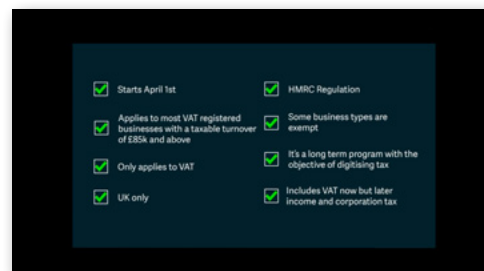 Starts April 1st
Applies to most VAT registered
businesses with a taxable turnover
of £85k and above
Only applies to VAT
UK only
HMRC Regulation
Some business types are
exempt
It's a long term program with the
objective of digitising tax
Includes VAT now but later
income and corporation tax